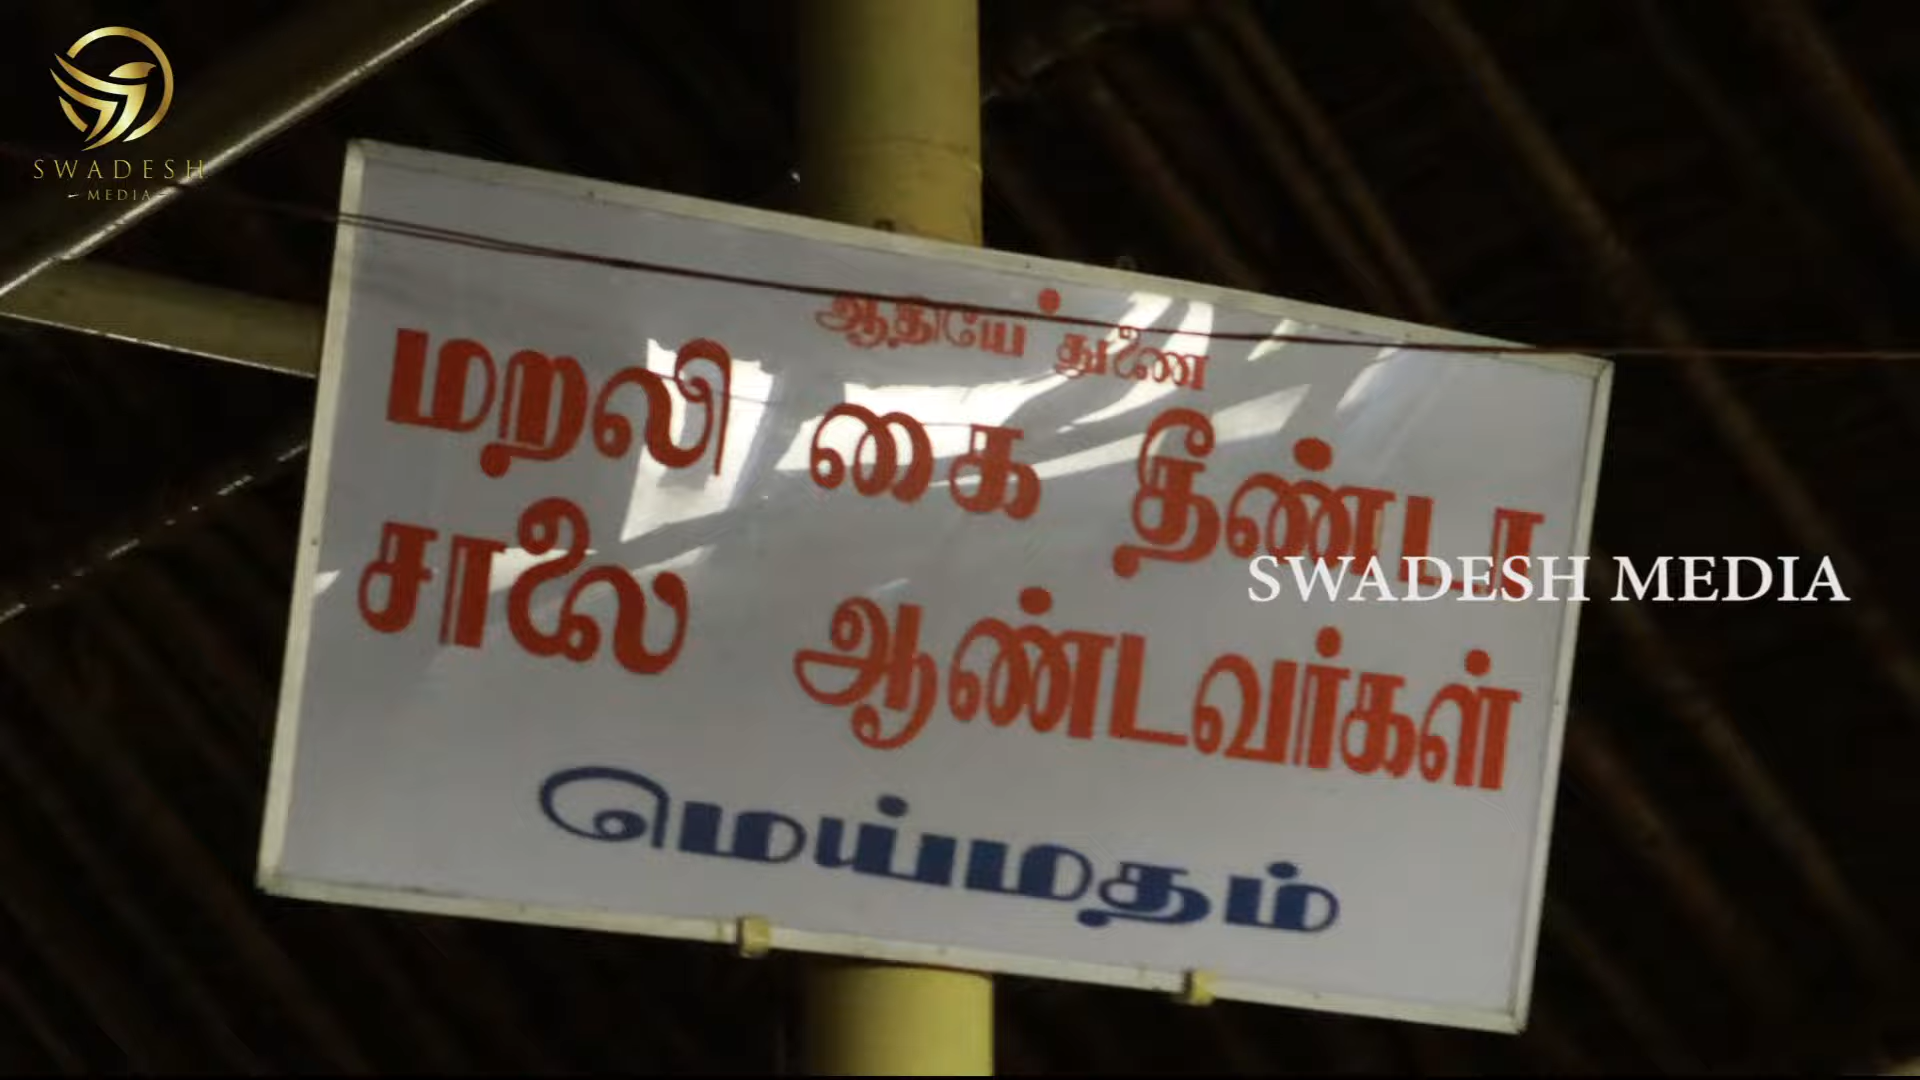 SWADESH
MEDIA
ஆதியே துணை
மறலி கை தீண்டா
சாலை ஆண்டவர்கள்
மெய்மதம்
SWADESH MEDIA